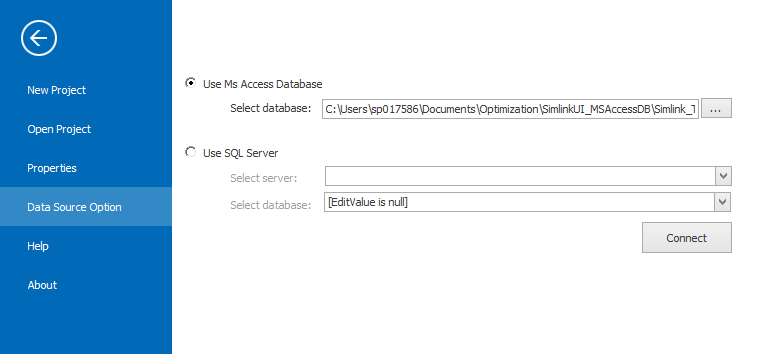 New Project
Open Project
Properties
Data Source Option
Help
About
Use Ms Access Database
Select database: C:\Users\sp017586\Documents\Optimization\SimlinkUI_MSAccessDB\Simlink_T ...
Use SQL Server
Select server:
Select database: [EditValue is null]
Connect